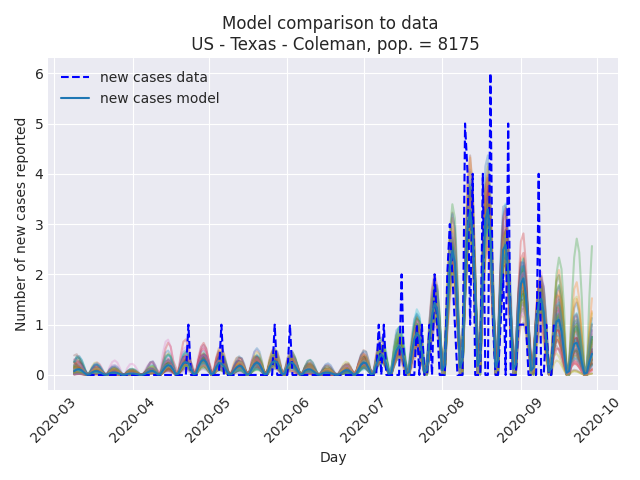 Model comparison to data
US - Texas - Coleman, pop. = 8175
Number of new cases reported
6
5
4
3
2
1
0
new cases data
new cases model
2020-03
2020-04
2020-05
2020-06
2020-07
2020-08
2020-09
2020-10
Day